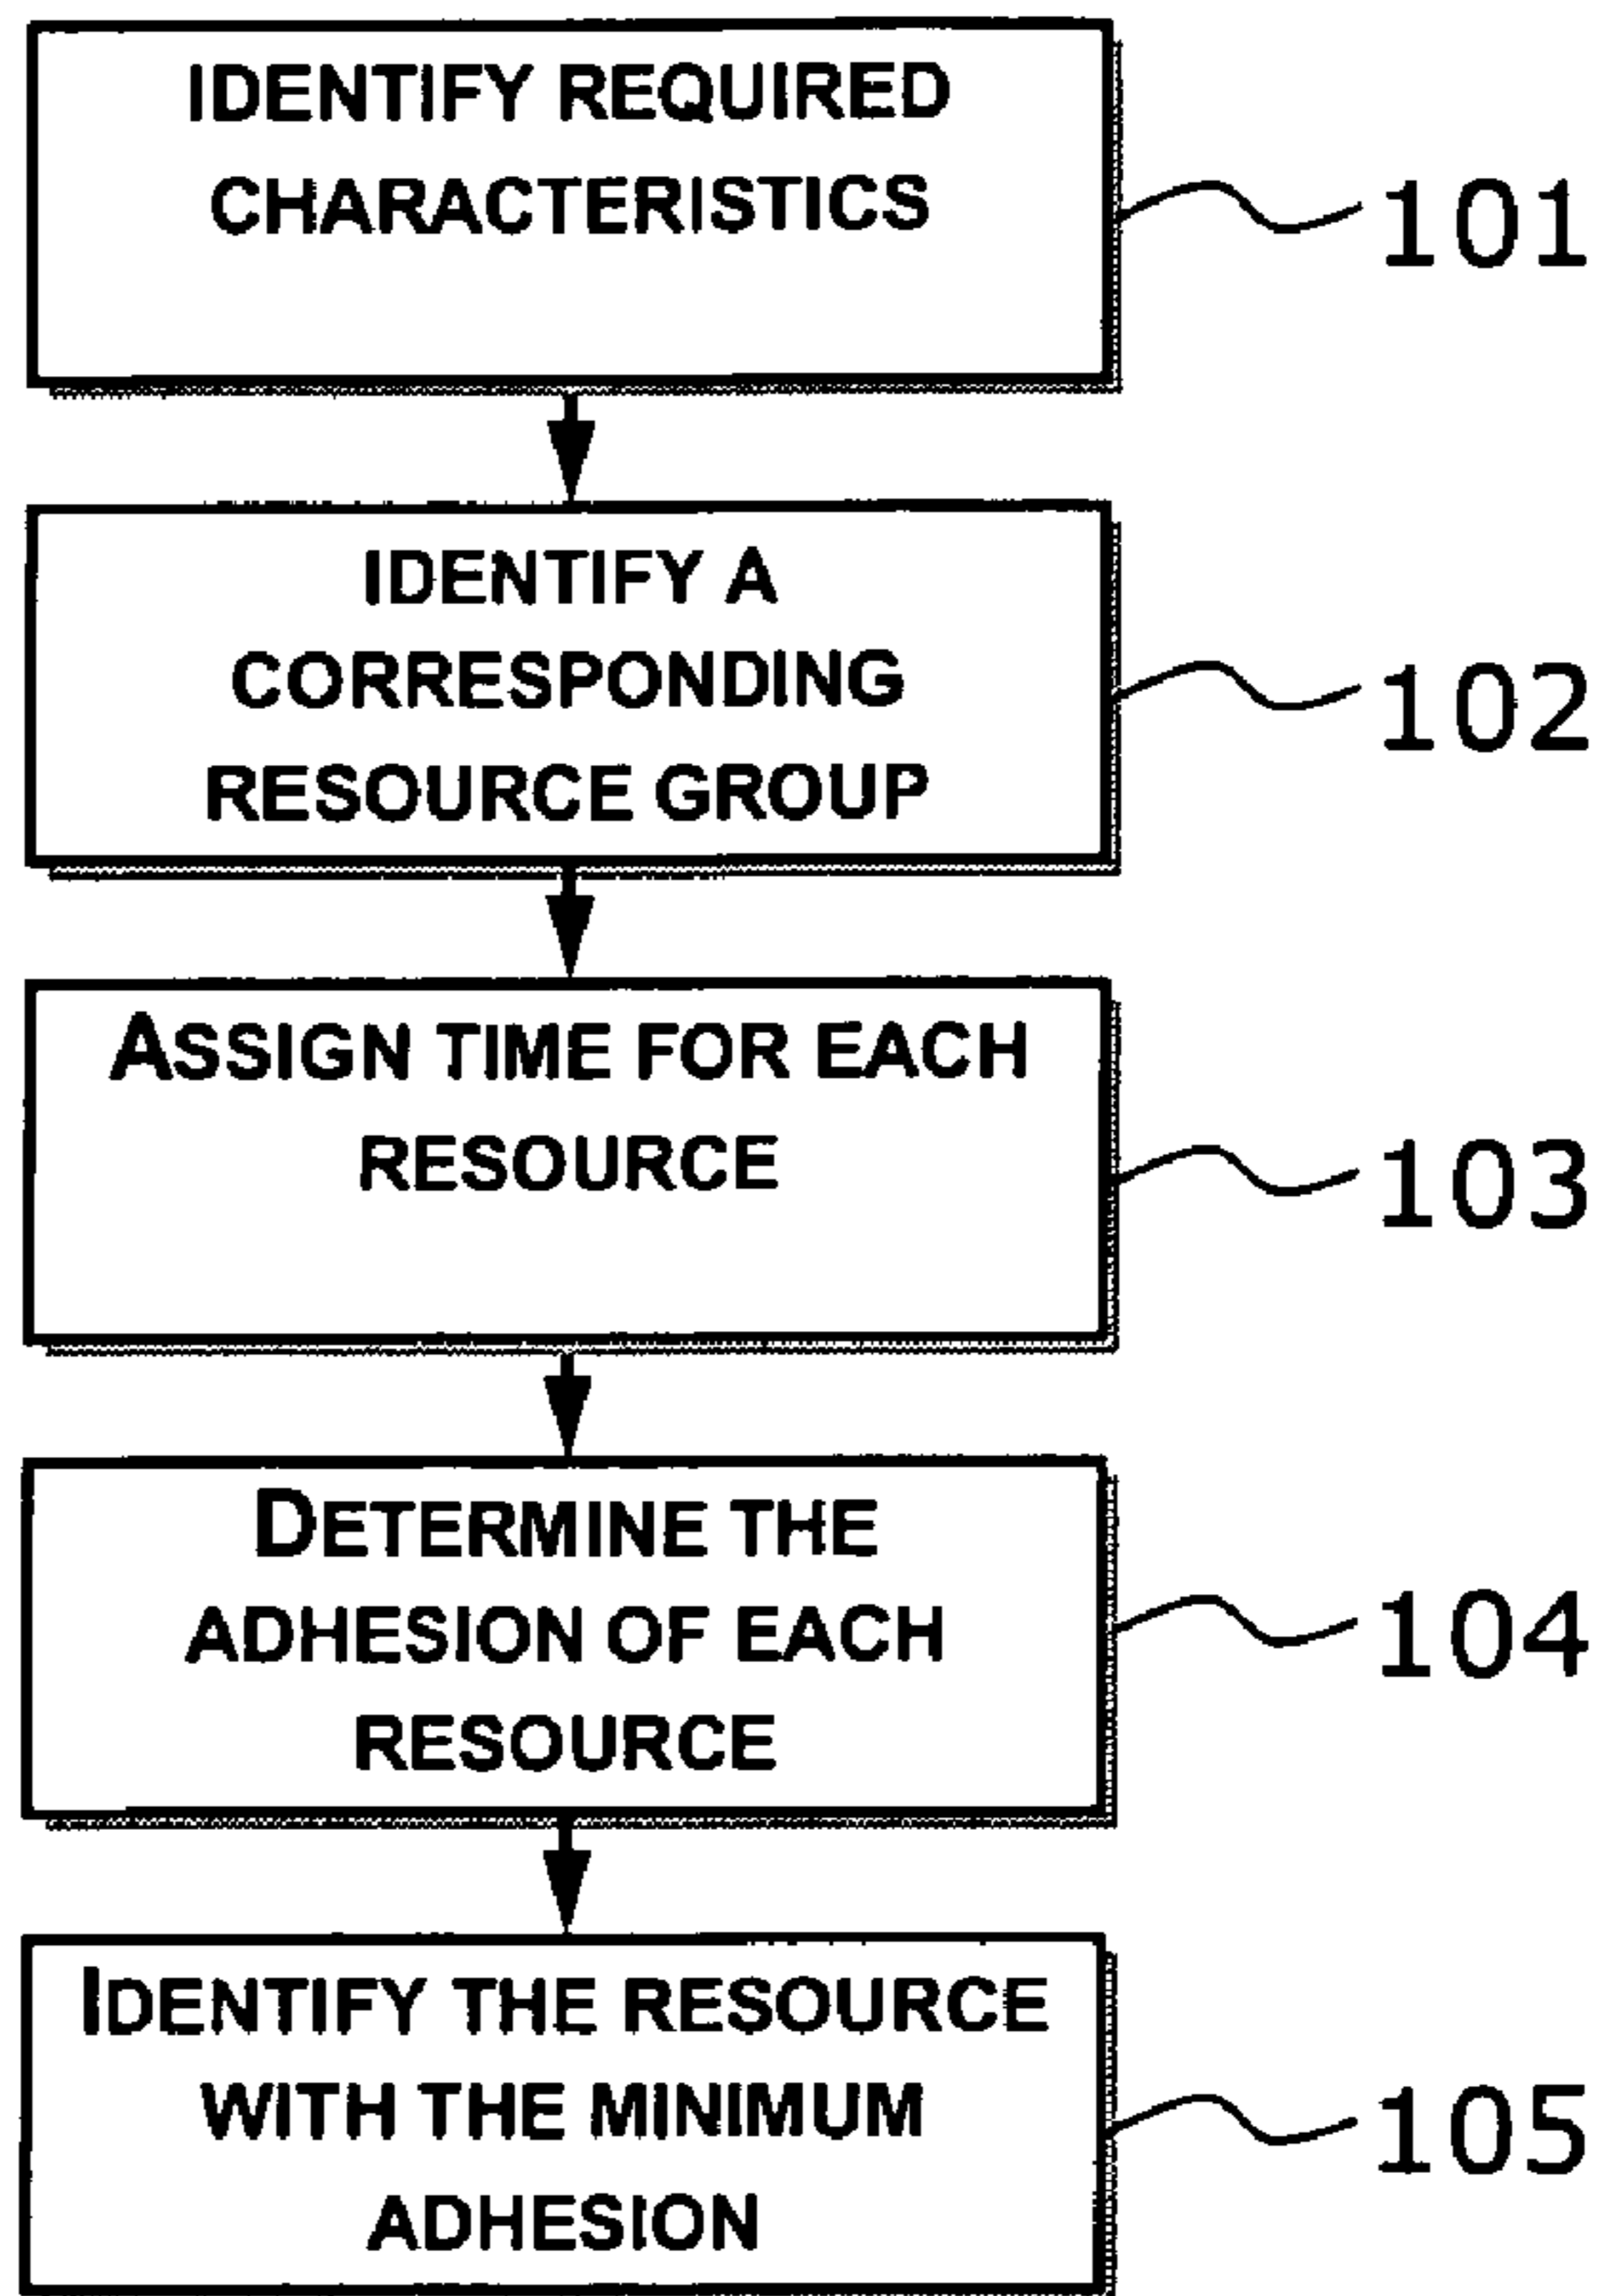 IDENTIFY REQUIRED
CHARACTERISTICS
101
IDENTIFY A
CORRESPONDING
RESOURCE GROUP
102
ASSIGN TIME FOR EACH
RESOURCE
103
DETERMINE THE
ADHESION OF EACH
RESOURCE
104
IDENTIFY THE RESOURCE
WITH THE MINIMUM
ADHESION
105